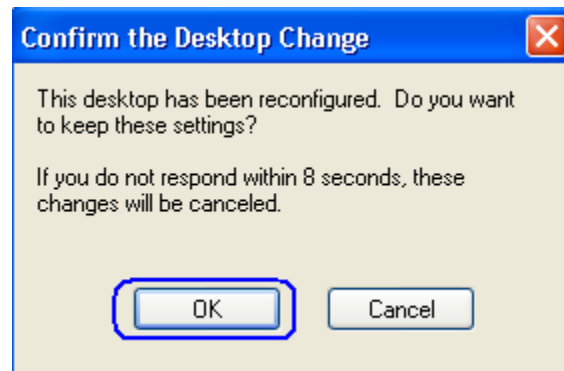 Confirm the Desktop Change
This desktop has been reconfigured.  Do you want
to keep these settings?
If you do not respond within 8 seconds, these
changes will be canceled.
OK
Cancel